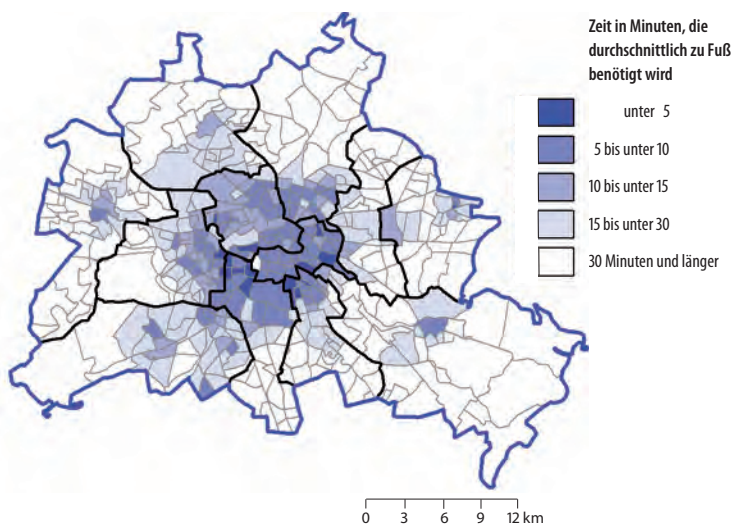 Zeit in Minuten, die
durchschnittlich zu Fuß
benötigt wird
unter 5
5 bis unter 10
10 bis unter 15
15 bis unter 30
30 Minuten und länger
0 3 6 9 12 km